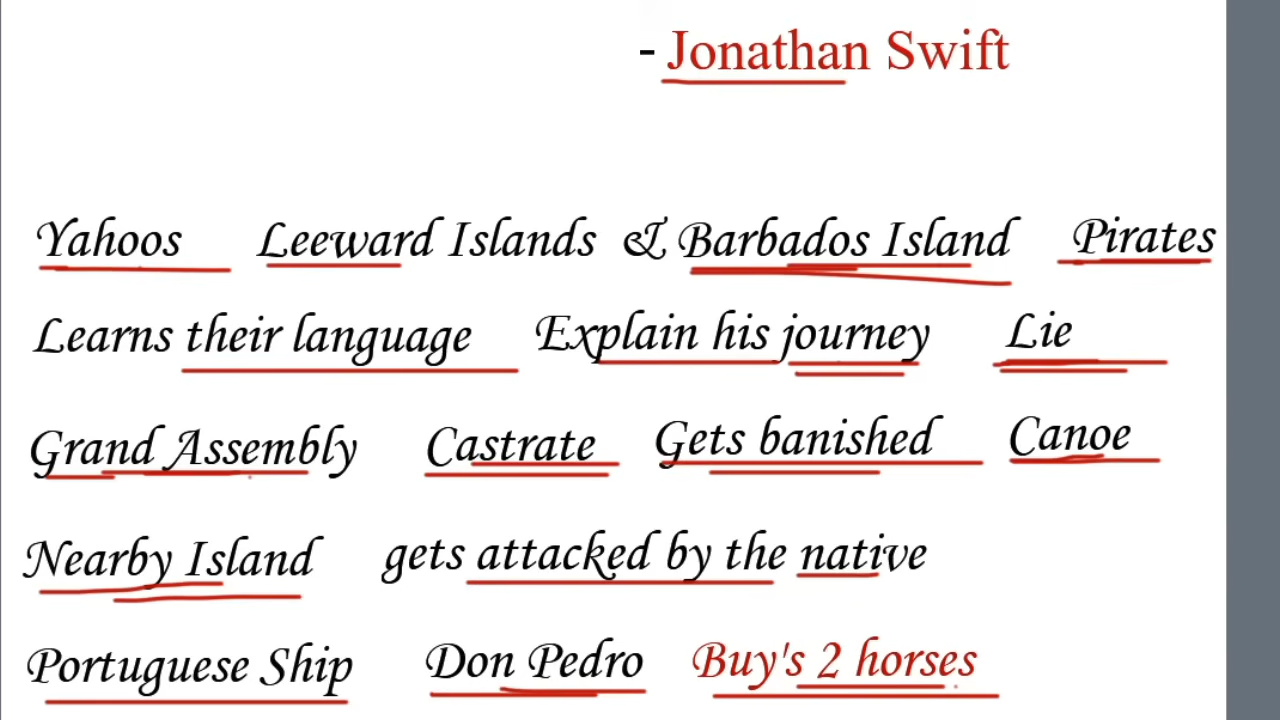 - Jonathan Swift
Yahoos Leeward Islands & Barbados Island Pirates
Learns their language Explain his journey Lie
Grand Assembly Castrate Gets banished Canoe
Nearby Island gets attacked by the native
Portuguese Ship Don Pedro Buy's 2 horses